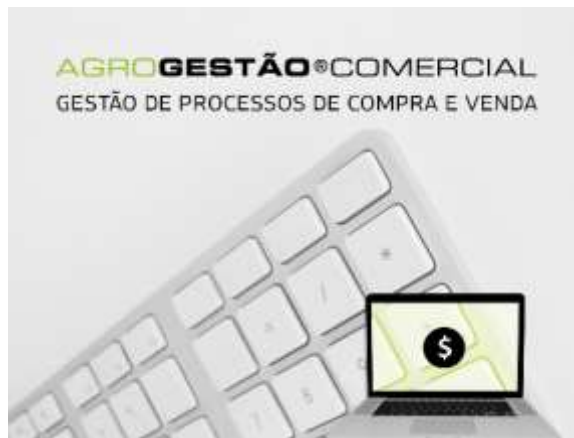 AGROGESTÃO®COMERCIAL
GESTÃO DE PROCESSOS DE COMPRA E VENDA
$